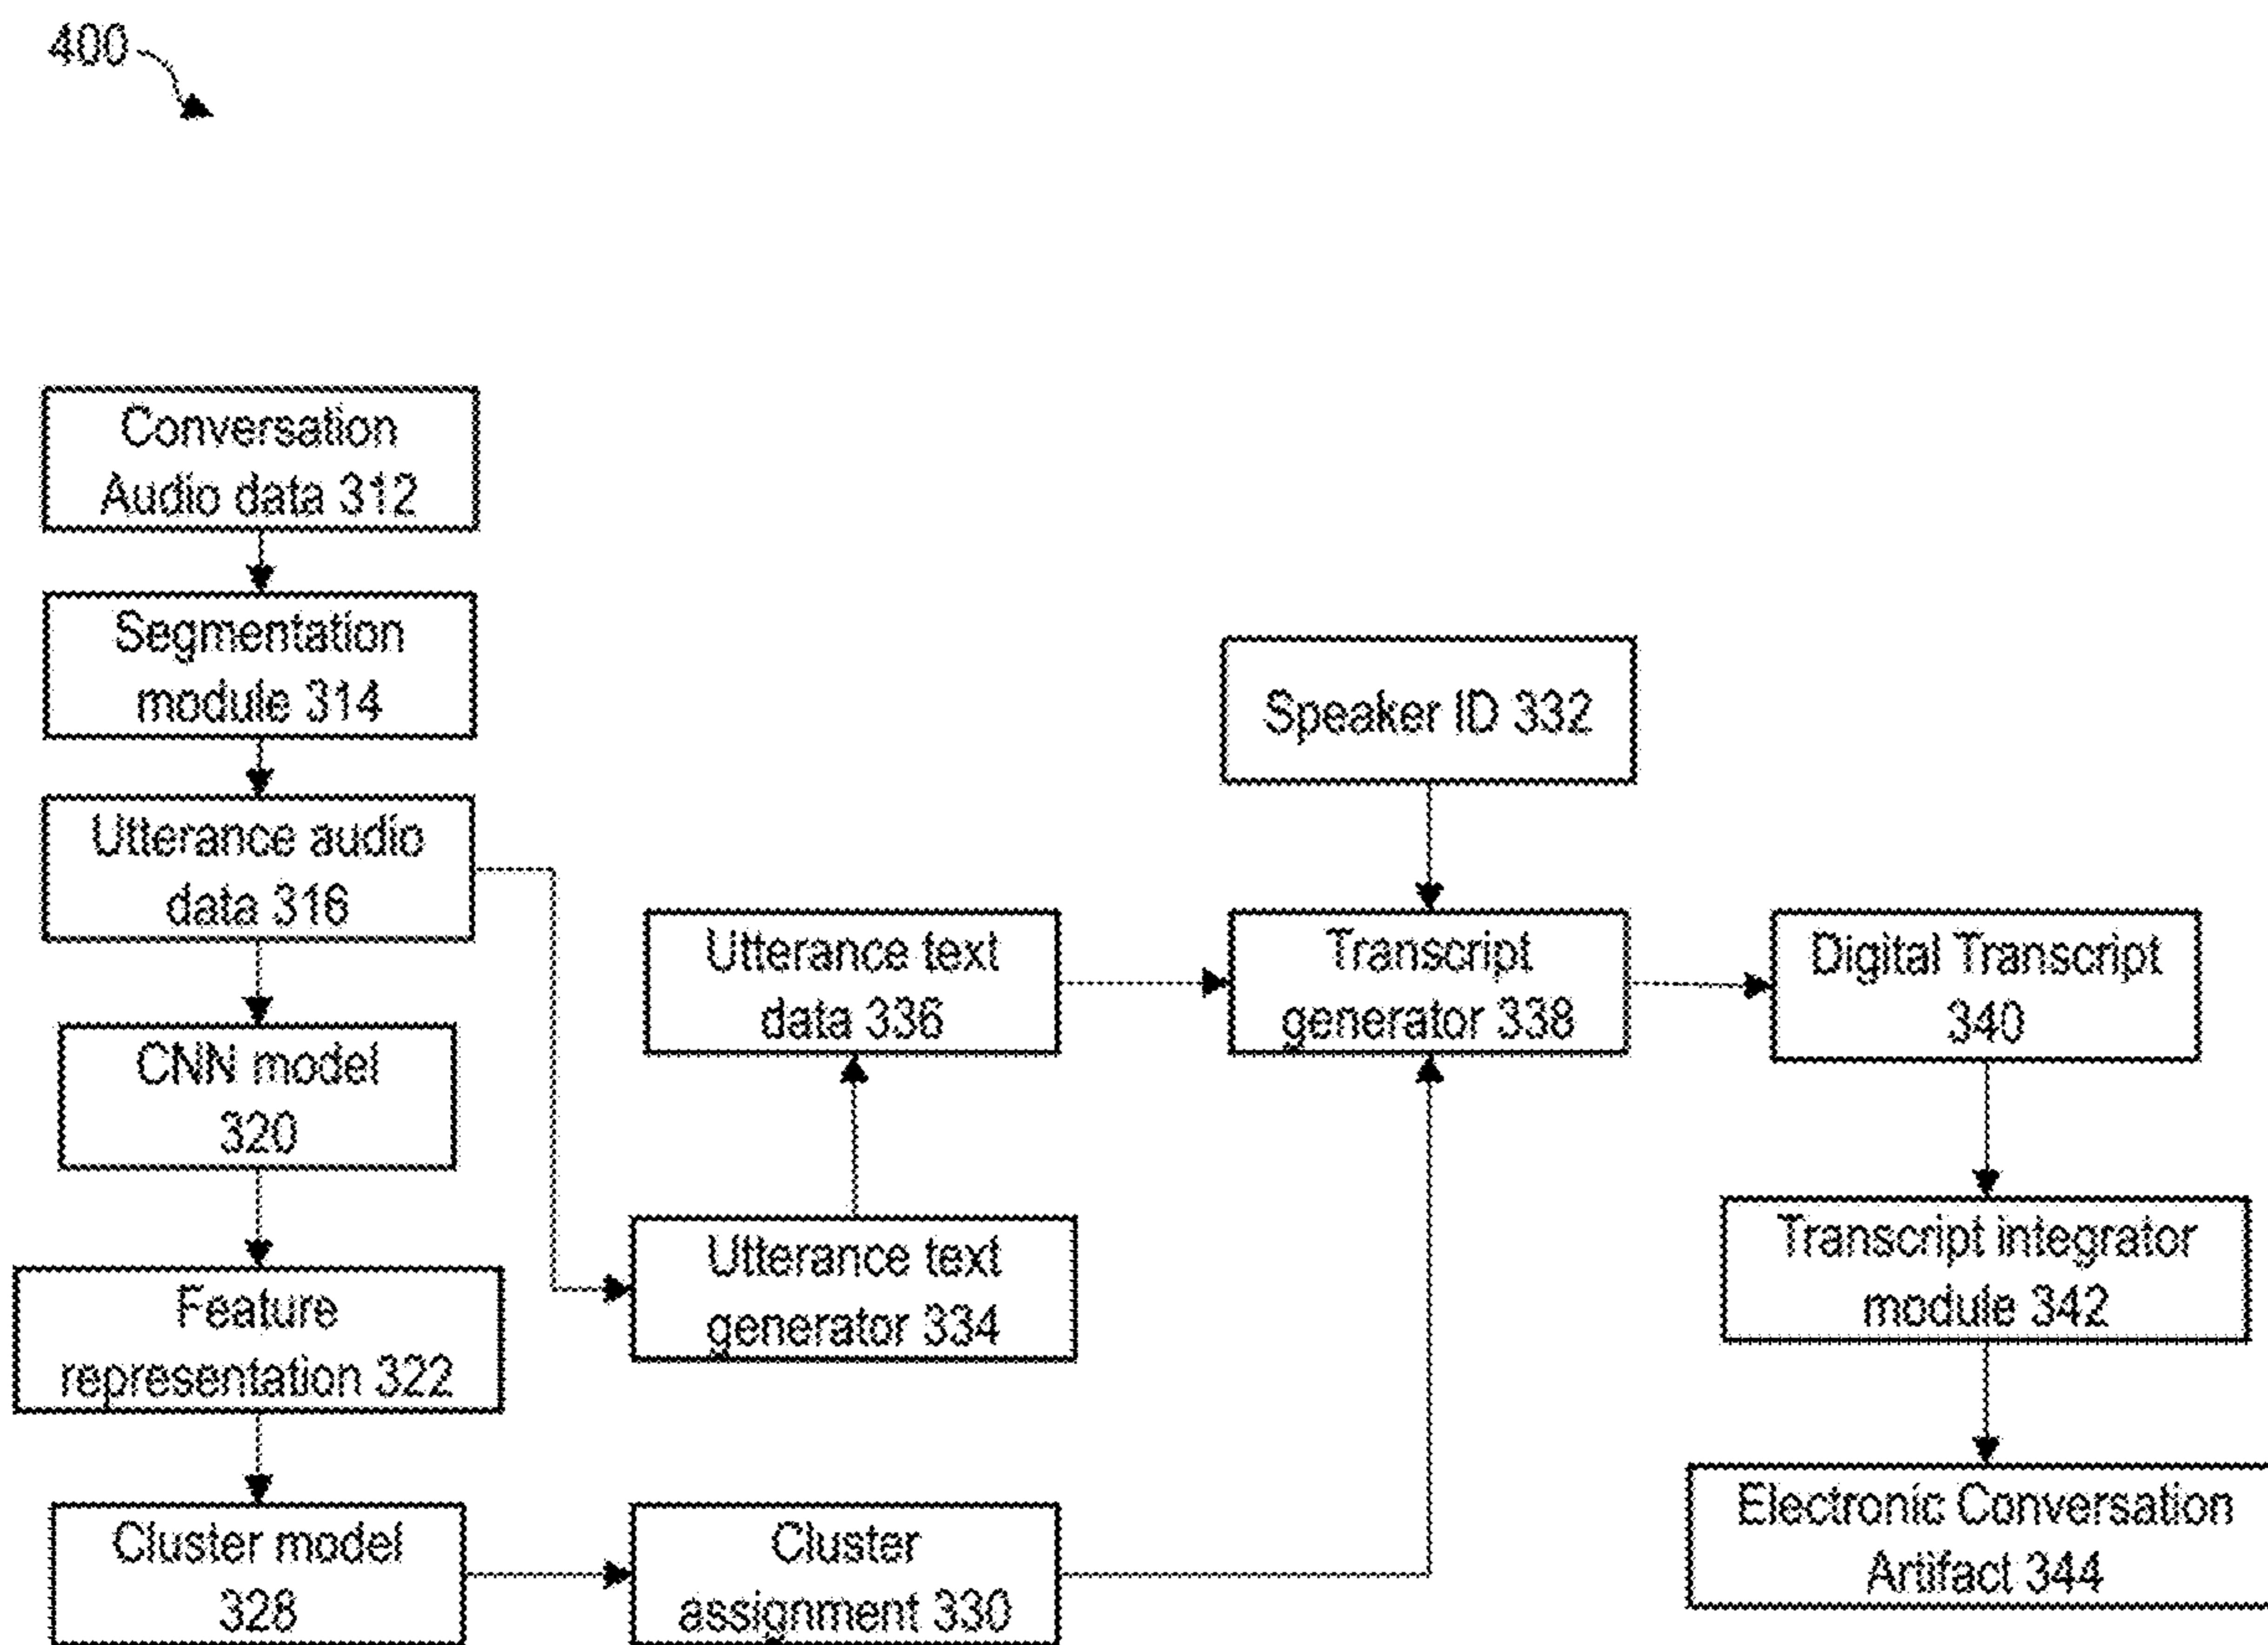 400
Conversation
Audio data 312
Segmentation
module 314
Utterance audio
data 316
CNN model
320
Feature
representation 322
Cluster model
328
Utterance text
data 336
Utterance text
generator 334
Cluster
assignment 330
Speaker ID 332
Transcript
generator 338
Digital Transcript
340
Transcript integrator
module 342
Electronic Conversation
Artifact 344